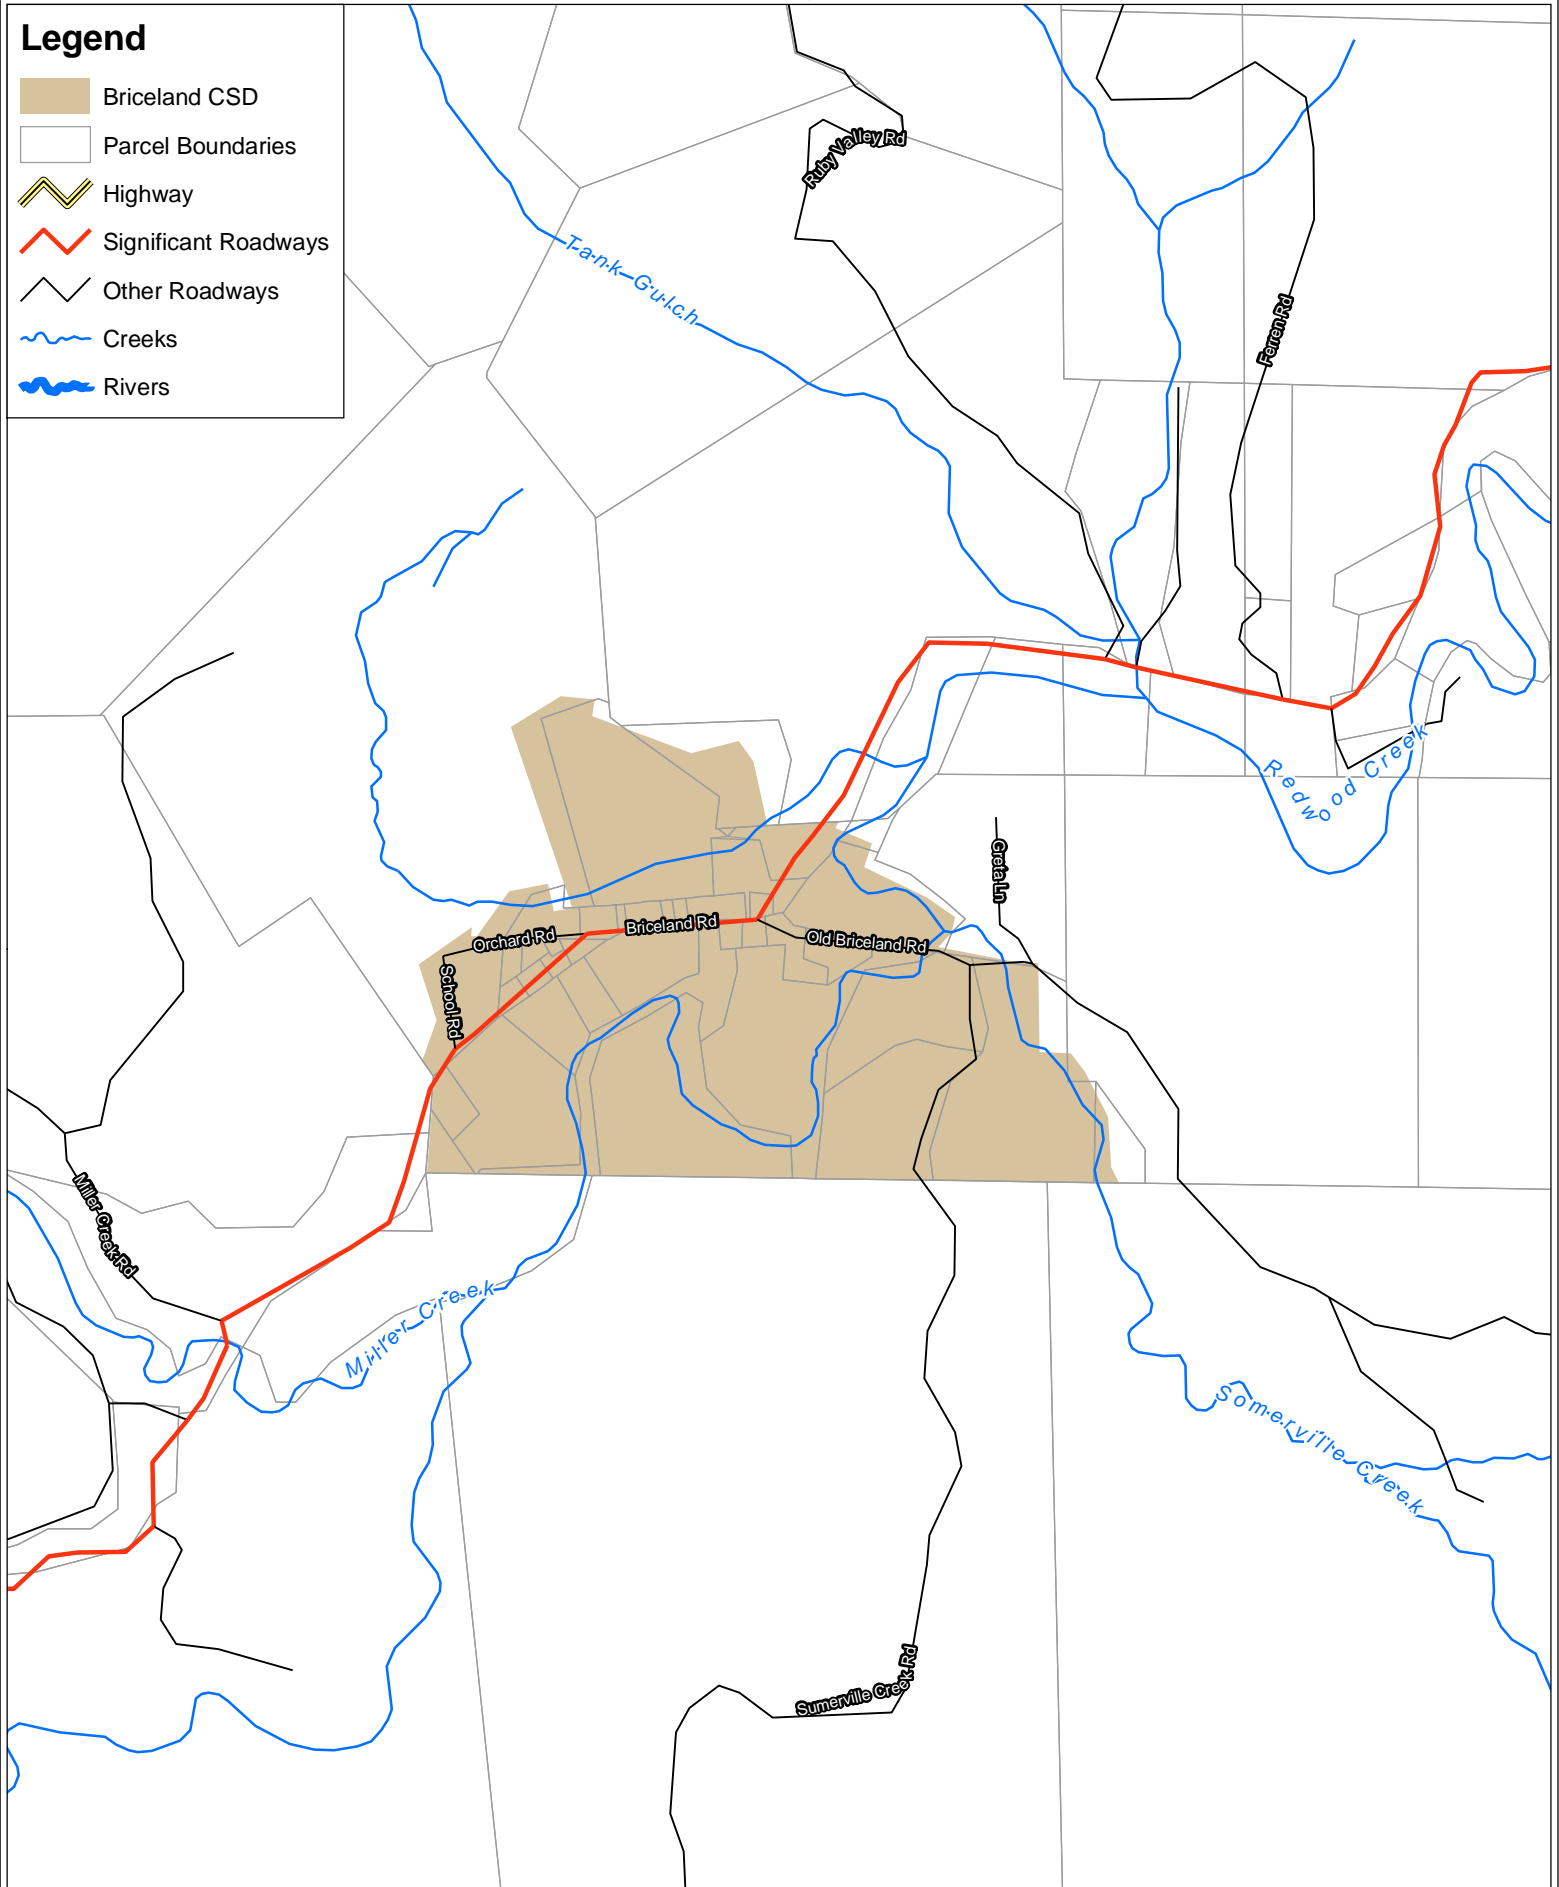 Legend
Briceland CSD
Parcel Boundaries
Highway
Significant Roadways
Other Roadways
Creeks
Rivers
Ruby Valley Rd
Tank Gulch
Ferren Rd
Redwood Creek
Greta Ln
Briceland Rd
Orchard Rd
Old Briceland Rd
School Rd
Miller Creek Rd
Miller Creek
Somerville Creek
Sumerville Creek Rd